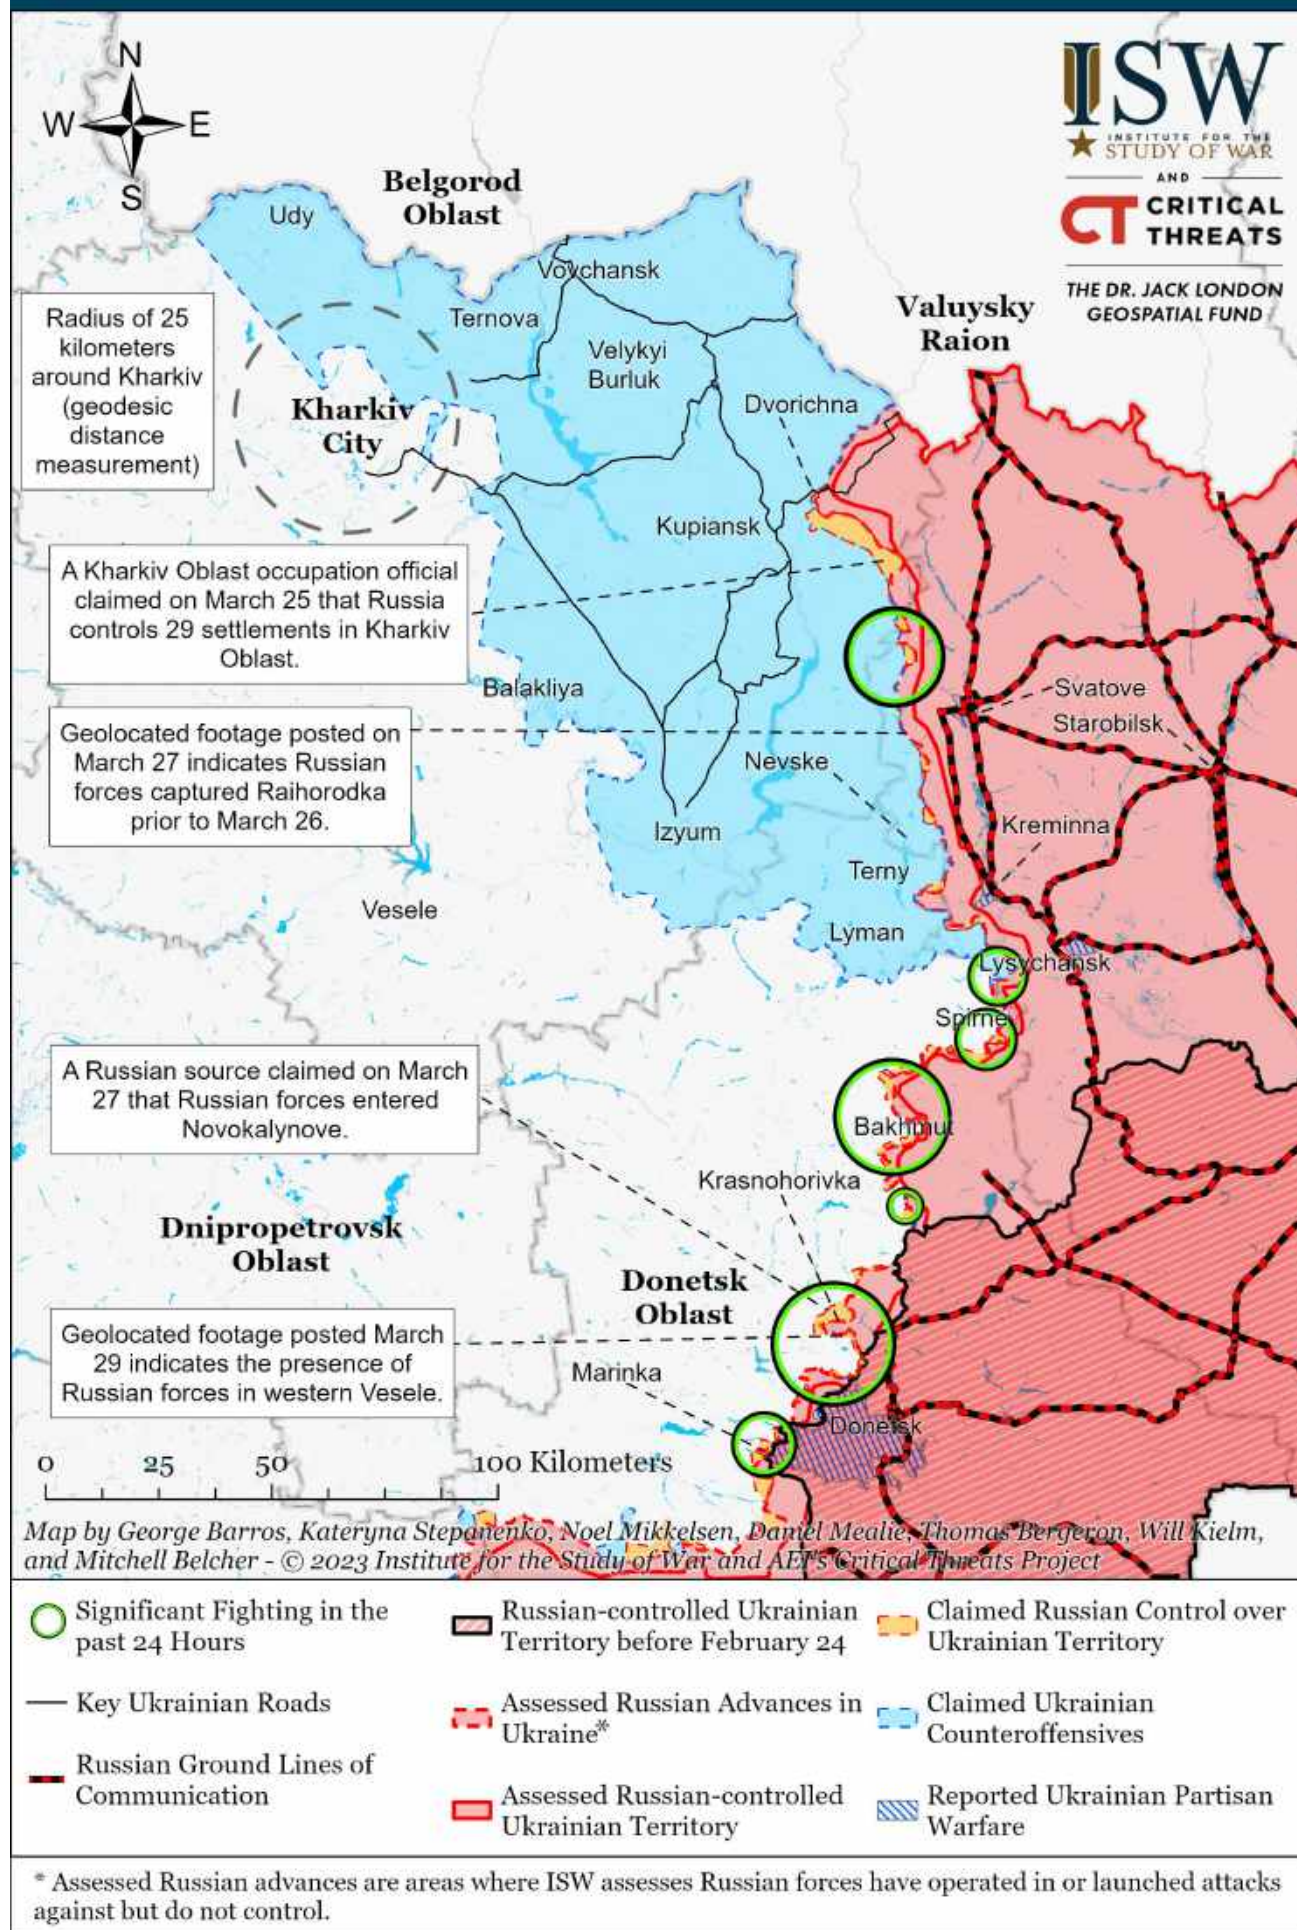 N
W
E
S
ISW
INSTITUTE FOR THE
STUDY OF WAR
AND
CT CRITICAL
THREATS
THE DR. JACK LONDON
GEOSPATIAL FUND
Belgorod
Oblast
Udy
Vovchansk
Ternova
Valuysky
Raion
Radius of 25
kilometers
around Kharkiv
(geodesic
distance
measurement)
Velykyi
Burluk
Kharkiv
City
Dvorichna
Kupiansk
A Kharkiv Oblast occupation official
claimed on March 25 that Russia
controls 29 settlements in Kharkiv
Oblast.
Balakliya
Svatove
Starobilsk
Geolocated footage posted on
March 27 indicates Russian
forces captured Raihorodka
prior to March 26.
Nevske
Izyum
Kreminna
Terny
Vesele
Lyman
Lysychansk
Spirne
A Russian source claimed on March
27 that Russian forces entered
Novokalynove.
Bakhmut
Krasnohorivka
Dnipropetrovsk
Oblast
Donetsk
Oblast
Geolocated footage posted March
29 indicates the presence of
Russian forces in western Vesele.
Marinka
Donetsk
0 25 50 100 Kilometers
Map by George Barros, Kateryna Stepanenko, Noel Mikkelsen, Daniel Mealie, Thomas Bergeron, Will Kielm,
and Mitchell Belcher - © 2023 Institute for the Study of War and AEI's Critical Threats Project
Significant Fighting in the
past 24 Hours
Key Ukrainian Roads
Russian Ground Lines of
Communication
Russian-controlled Ukrainian
Territory before February 24
Assessed Russian Advances in
Ukraine*
Assessed Russian-controlled
Ukrainian Territory
Claimed Russian Control over
Ukrainian Territory
Claimed Ukrainian
Counteroffensives
Reported Ukrainian Partisan
Warfare
* Assessed Russian advances are areas where ISW assesses Russian forces have operated in or launched attacks
against but do not control.